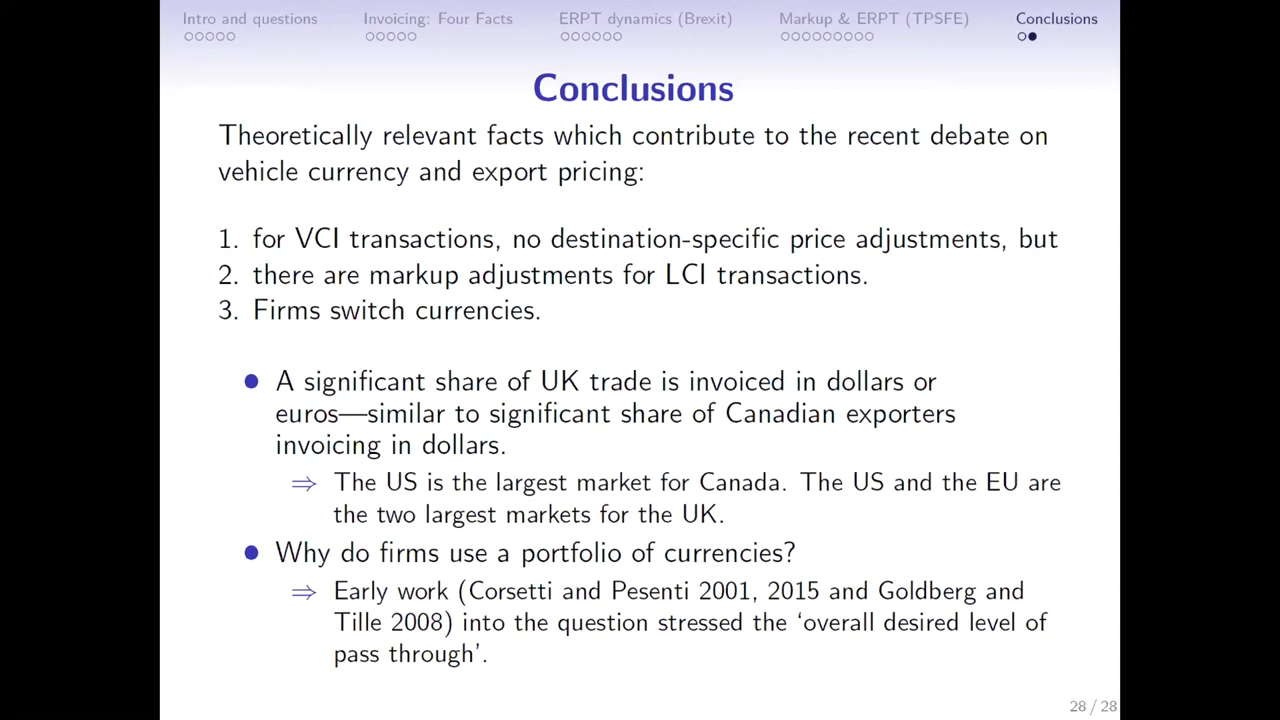 Intro and questions Invoicing: Four Facts ERPT dynamics (Brexit) Markup & ERPT (TPSFE) Conclusions
Conclusions
Theoretically relevant facts which contribute to the recent debate on
vehicle currency and export pricing:
1. for VCI transactions, no destination-specific price adjustments, but
2. there are markup adjustments for LCI transactions.
3. Firms switch currencies.
• A significant share of UK trade is invoiced in dollars or
euros—similar to significant share of Canadian exporters
invoicing in dollars.
⇒ The US is the largest market for Canada. The US and the EU are
the two largest markets for the UK.
• Why do firms use a portfolio of currencies?
⇒ Early work (Corsetti and Pesenti 2001, 2015 and Goldberg and
Tille 2008) into the question stressed the ‘overall desired level of
pass through’.
28 / 28